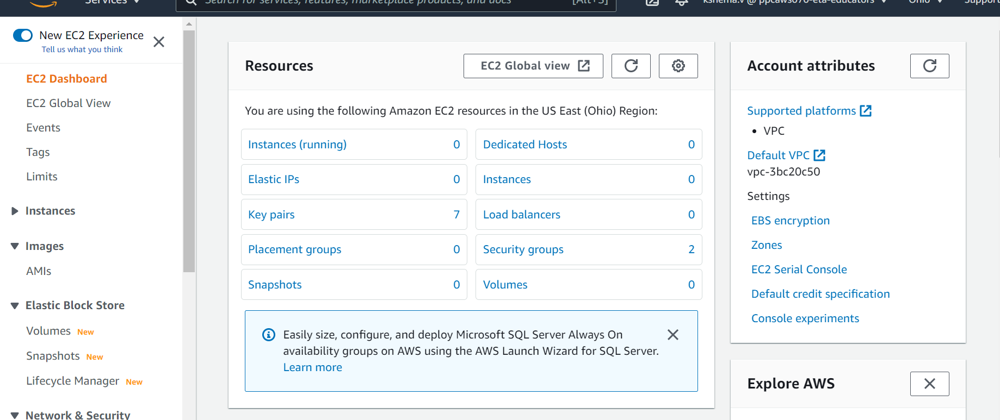 Services
Search for services, features, marketplace products, and docs
[Alt+S]
kshema.v @ ppcaws070-eta-educators
Ohio
Support
New EC2 Experience
Tell us what you think
EC2 Dashboard
EC2 Global View
Events
Tags
Limits
Instances
Images
AMIs
Elastic Block Store
Volumes New
Snapshots New
Lifecycle Manager New
Network & Security
Resources
EC2 Global view
You are using the following Amazon EC2 resources in the US East (Ohio) Region:
Instances (running) 0
Dedicated Hosts 0
Elastic IPs 0
Instances 0
Key pairs 7
Load balancers 0
Placement groups 0
Security groups 2
Snapshots 0
Volumes 0
Easily size, configure, and deploy Microsoft SQL Server Always On
availability groups on AWS using the AWS Launch Wizard for SQL Server.
Learn more
Account attributes
Supported platforms
• VPC
Default VPC
vpc-3bc20c50
Settings
EBS encryption
Zones
EC2 Serial Console
Default credit specification
Console experiments
Explore AWS